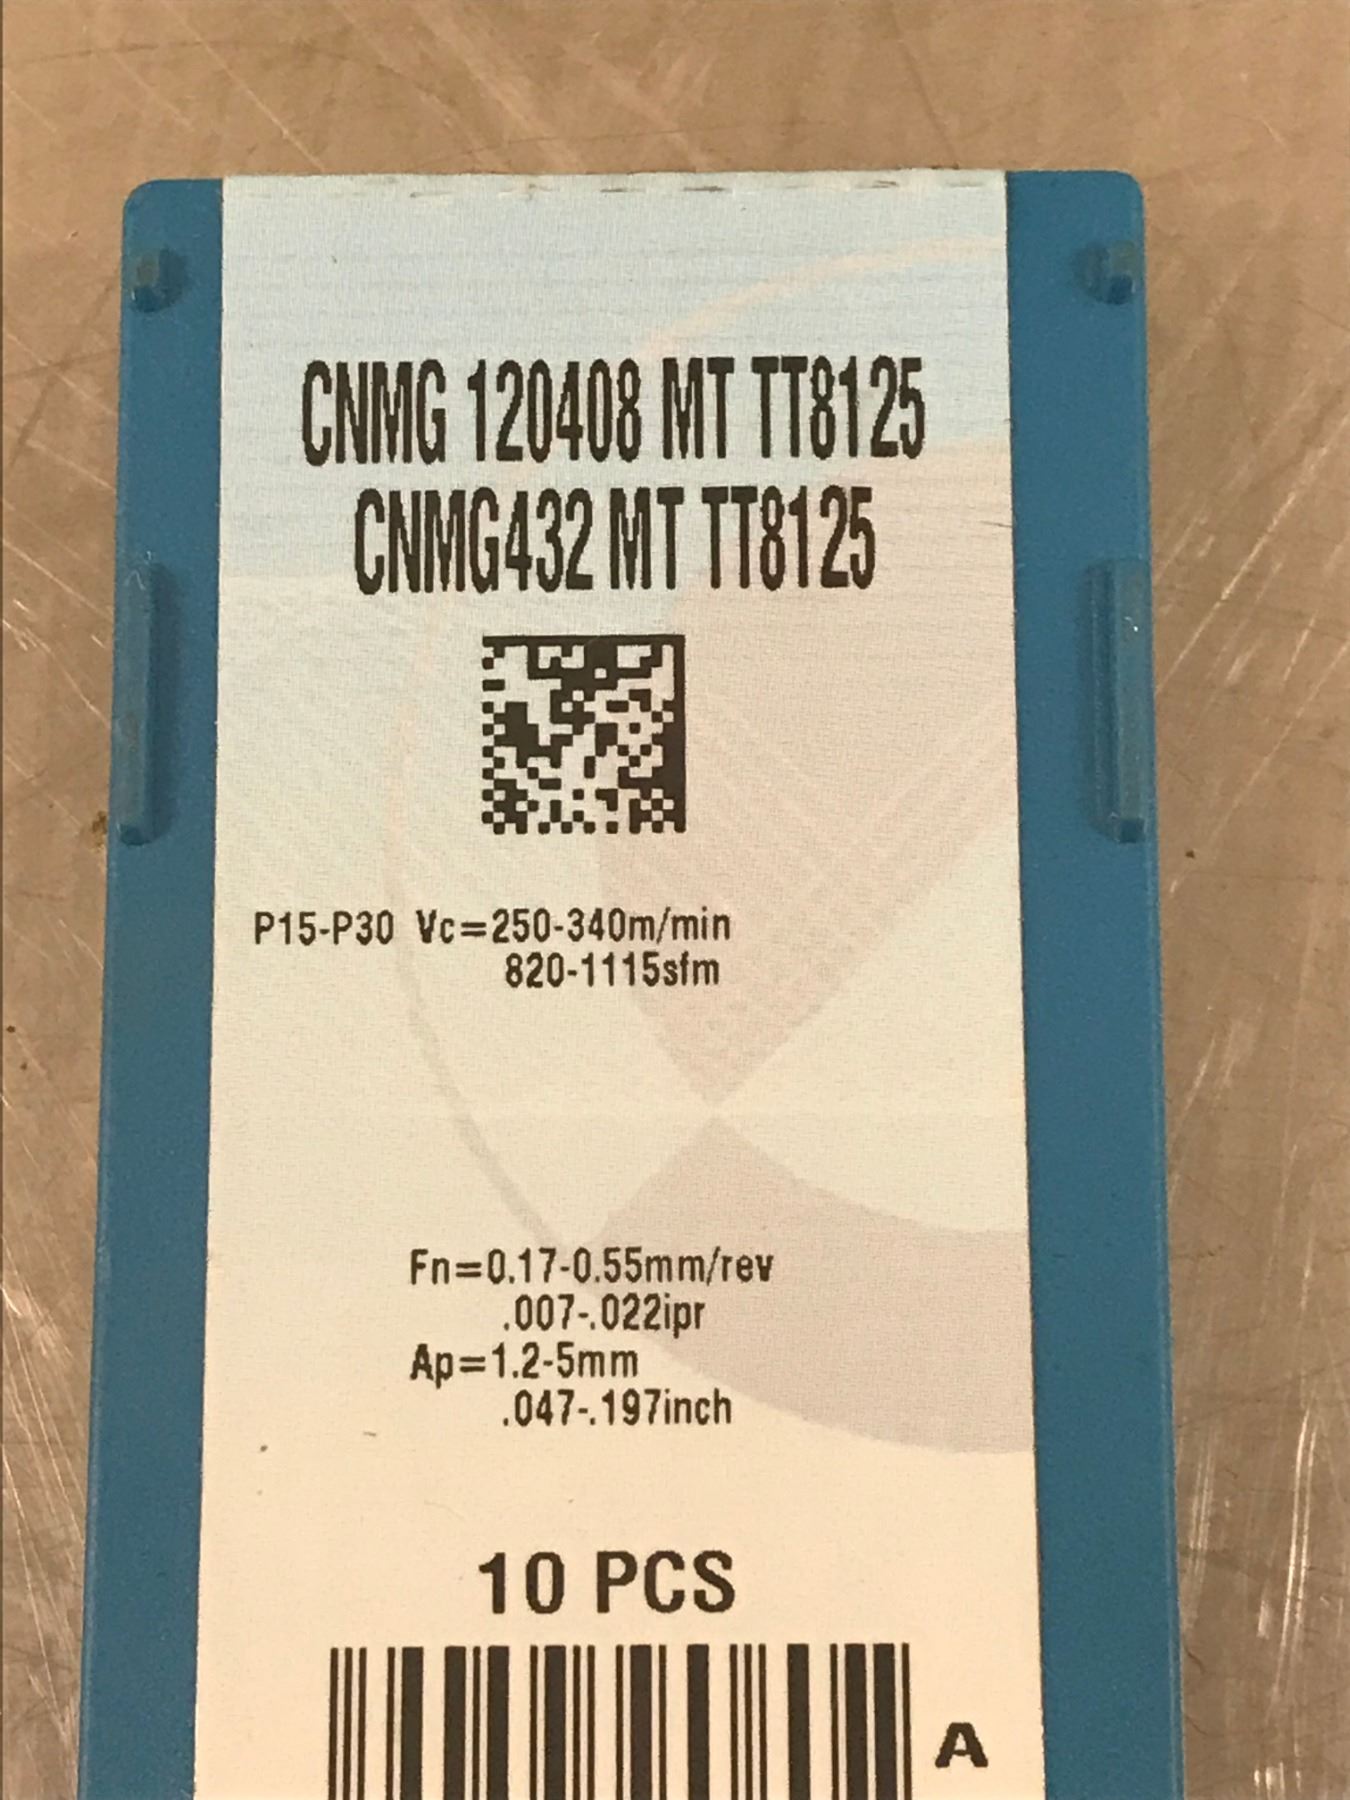 CNMG 120408 MT TT8125
CNMG432 MT TT8125
P15-P30 Vc=250-340m/min
820-1115sfm
Fn=0.17-0.55mm/rev
.007-.022ipr
Ap=1.2-5mm
.047-.197inch
10 PCS
A